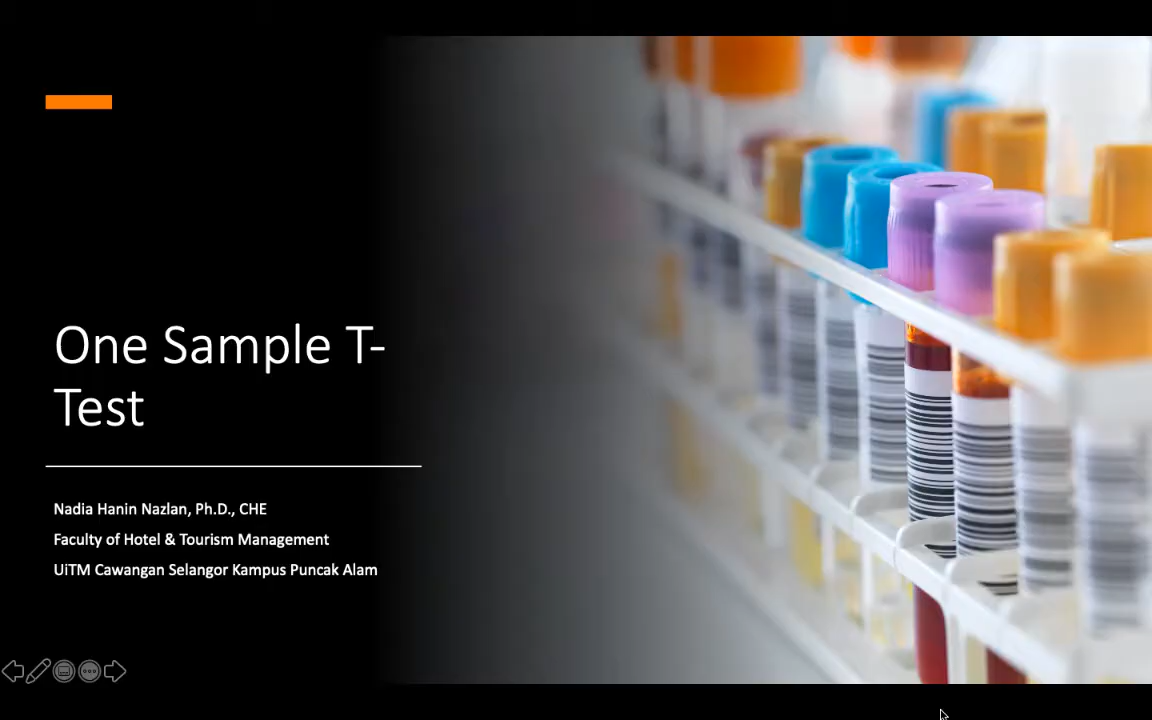 One Sample T-
Test
Nadia Hanin Nazlan, Ph.D., CHE
Faculty of Hotel & Tourism Management
UiTM Cawangan Selangor Kampus Puncak Alam